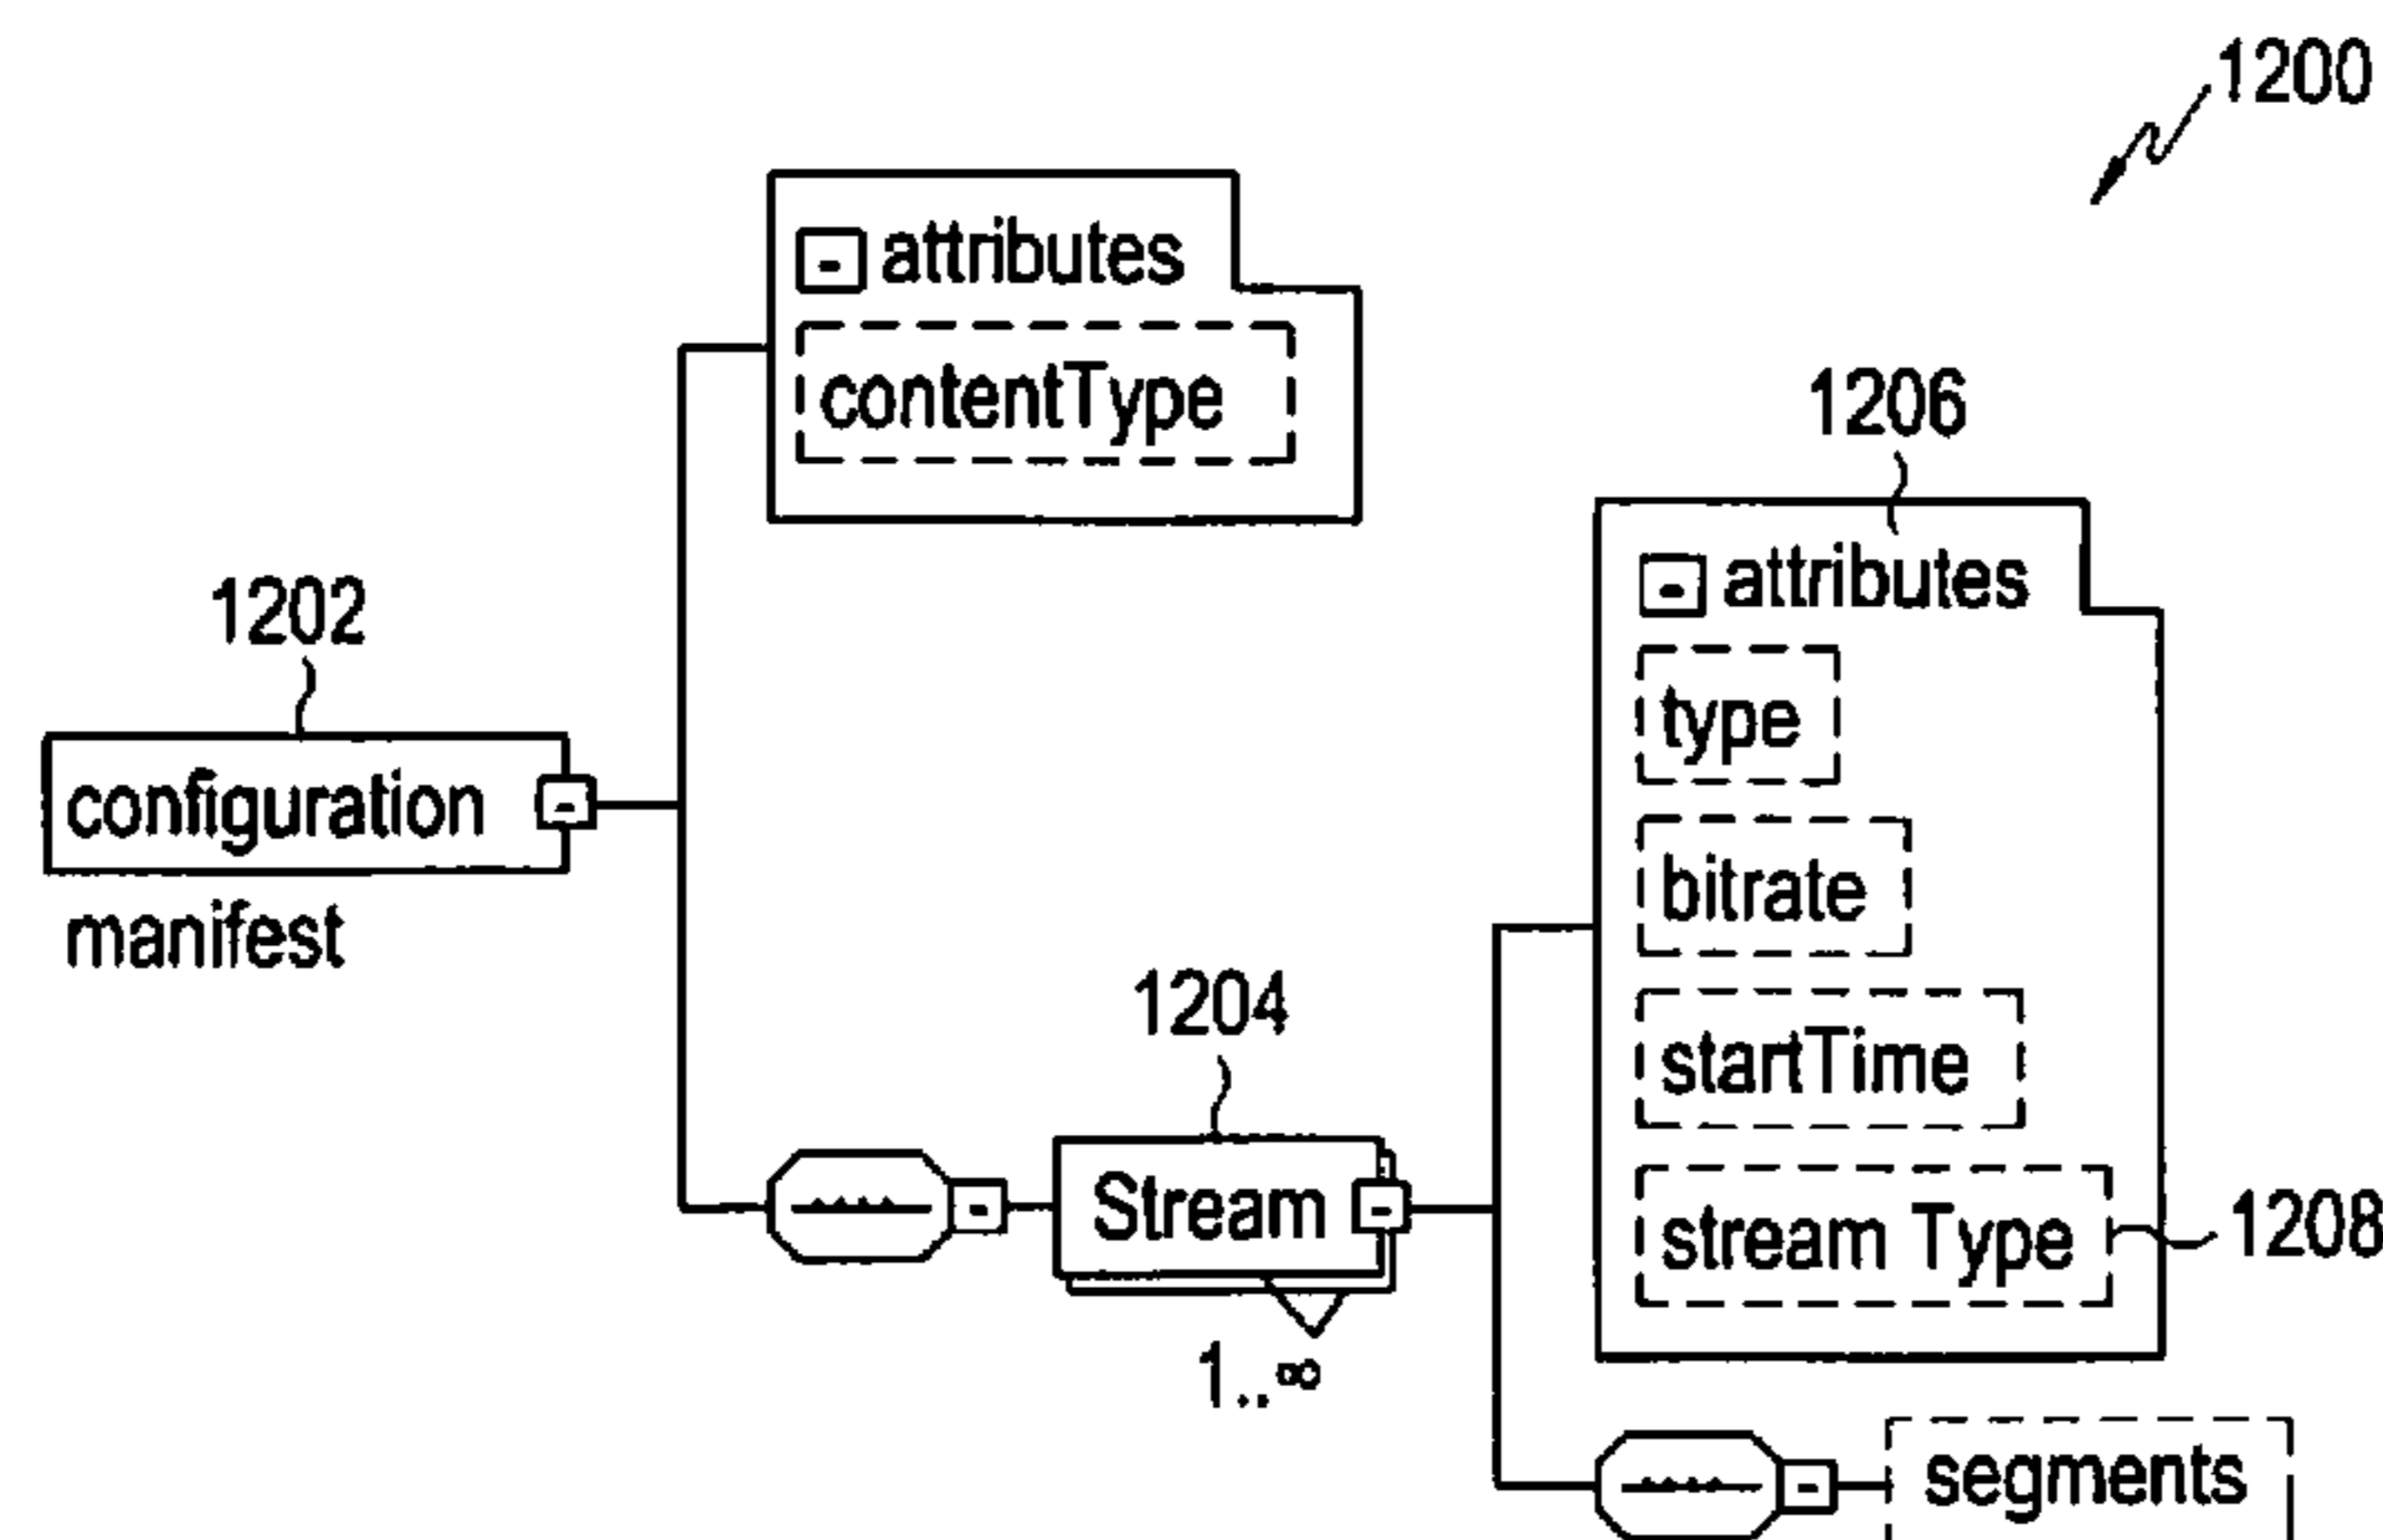 1200
- attributes
contentType
1206
- attributes
type
1202
configuration -
bitrate
manifest
1204
startTime
- Stream -
stream Type
1208
1..∞
- segments